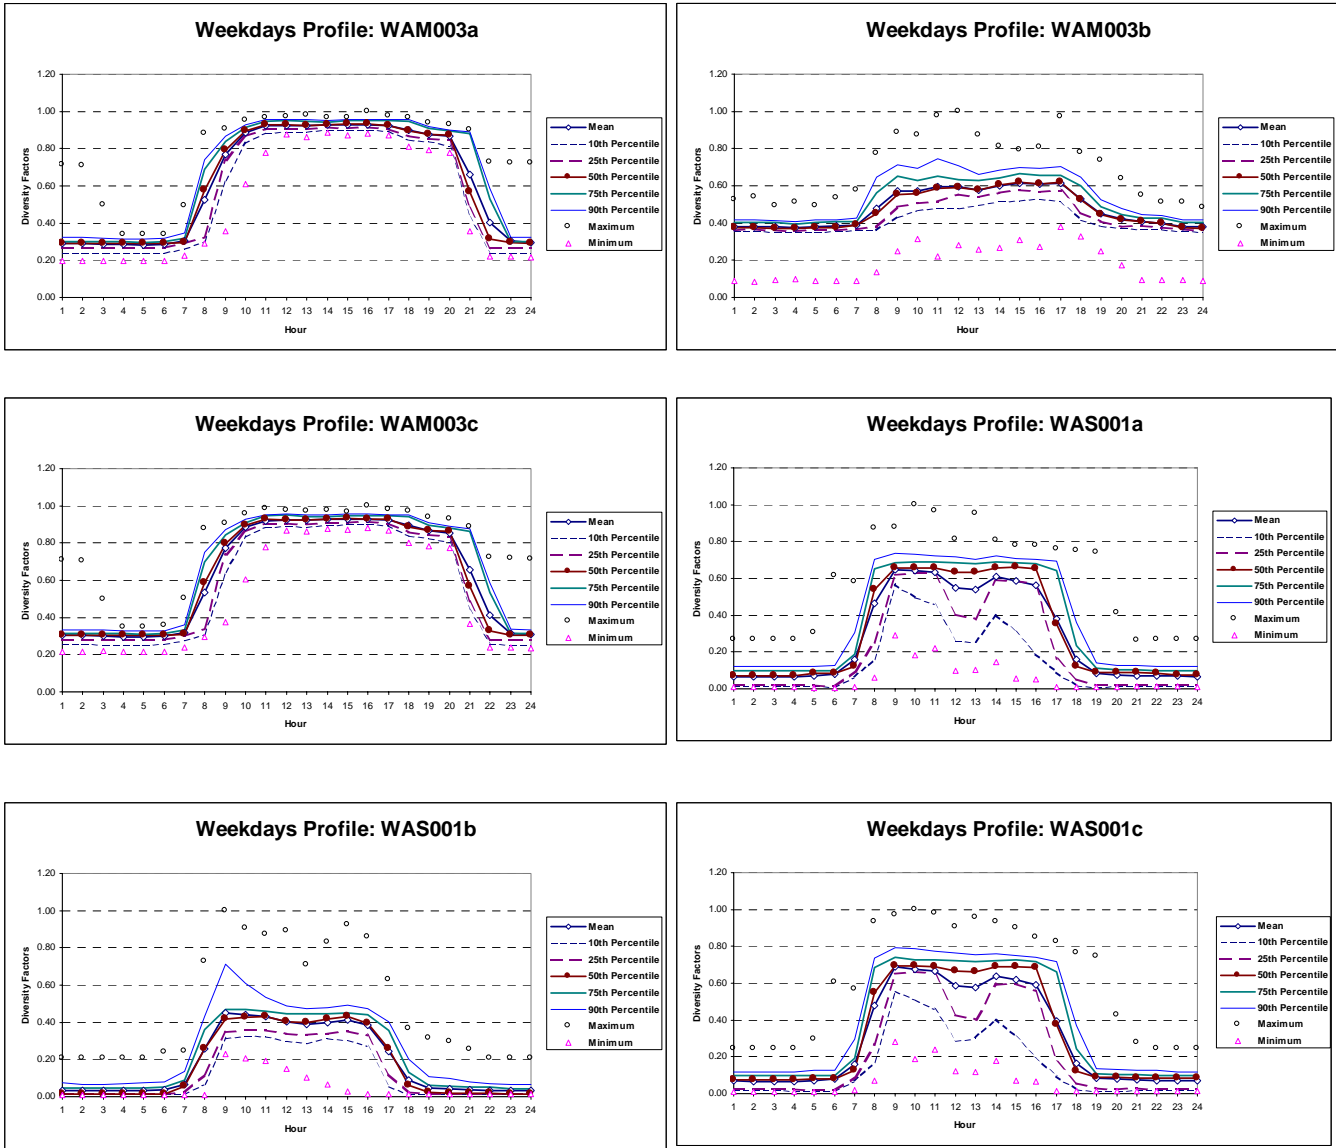 Weekdays Profile: WAM003a
1.20
1.00
0.80
0.60
0.40
0.20
0.00
Diversity Factors
1 2 3 4 5 6 7 8 9 10 11 12 13 14 15 16 17 18 19 20 21 22 23 24
Hour
Mean
10th Percentile
25th Percentile
50th Percentile
75th Percentile
90th Percentile
Maximum
Minimum
Weekdays Profile: WAM003b
1.20
1.00
0.80
0.60
0.40
0.20
0.00
Diversity Factors
1 2 3 4 5 6 7 8 9 10 11 12 13 14 15 16 17 18 19 20 21 22 23 24
Hour
Mean
10th Percentile
25th Percentile
50th Percentile
75th Percentile
90th Percentile
Maximum
Minimum
Weekdays Profile: WAM003c
1.20
1.00
0.80
0.60
0.40
0.20
0.00
Diversity Factors
1 2 3 4 5 6 7 8 9 10 11 12 13 14 15 16 17 18 19 20 21 22 23 24
Hour
Mean
10th Percentile
25th Percentile
50th Percentile
75th Percentile
90th Percentile
Maximum
Minimum
Weekdays Profile: WAS001a
1.20
1.00
0.80
0.60
0.40
0.20
0.00
Diversity Factors
1 2 3 4 5 6 7 8 9 10 11 12 13 14 15 16 17 18 19 20 21 22 23 24
Hour
Mean
10th Percentile
25th Percentile
50th Percentile
75th Percentile
90th Percentile
Maximum
Minimum
Weekdays Profile: WAS001b
1.20
1.00
0.80
0.60
0.40
0.20
0.00
Diversity Factors
1 2 3 4 5 6 7 8 9 10 11 12 13 14 15 16 17 18 19 20 21 22 23 24
Hour
Mean
10th Percentile
25th Percentile
50th Percentile
75th Percentile
90th Percentile
Maximum
Minimum
Weekdays Profile: WAS001c
1.20
1.00
0.80
0.60
0.40
0.20
0.00
Diversity Factors
1 2 3 4 5 6 7 8 9 10 11 12 13 14 15 16 17 18 19 20 21 22 23 24
Hour
Mean
10th Percentile
25th Percentile
50th Percentile
75th Percentile
90th Percentile
Maximum
Minimum